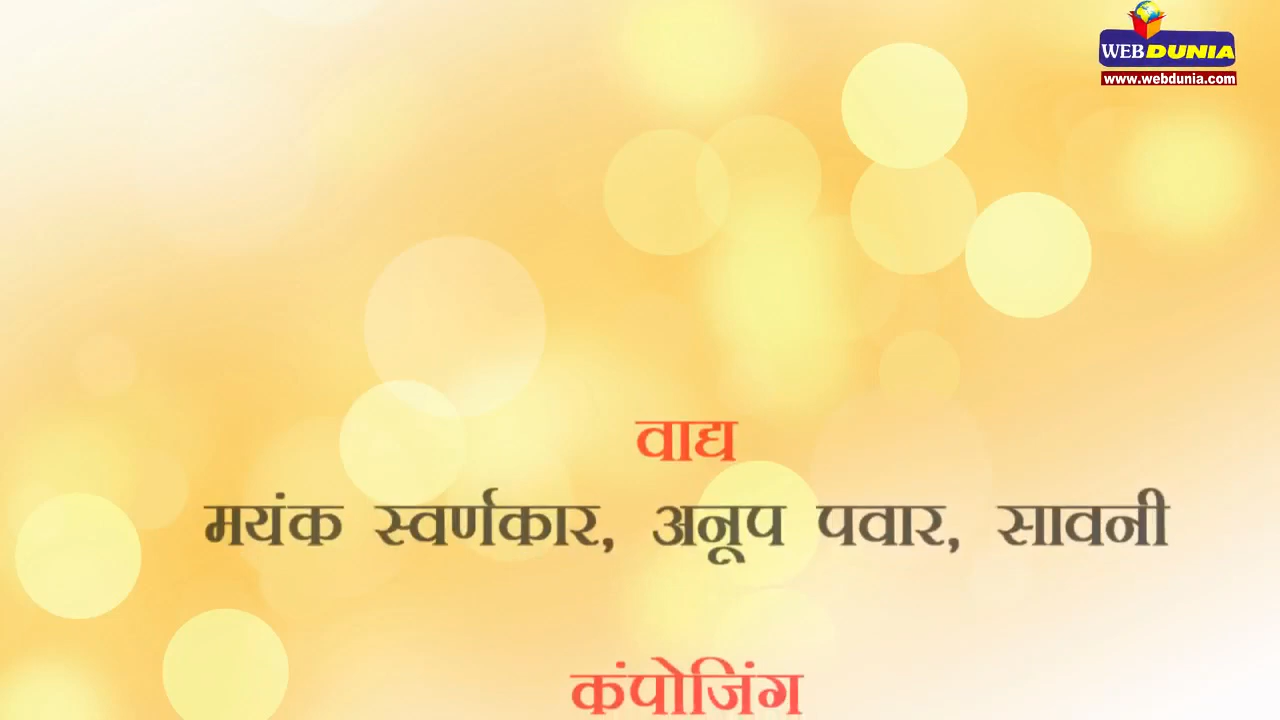 WEBDUNIA
www.webdunia.com
वाद्य
मयंक स्वर्णकार, अनूप पवार, सावनी
कंपोजिंग